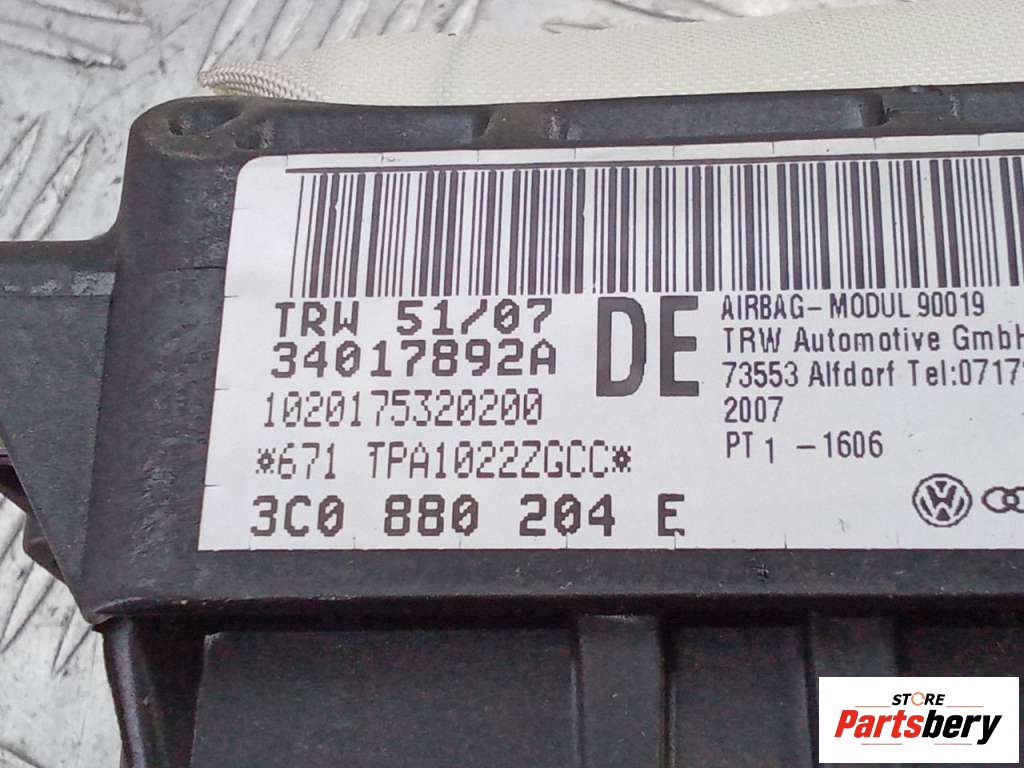 TRW 51/07
34017892A
1020175320200
*671 TPA1022ZGCC*
3C0 880 204 E
DE
AIRBAG-MODUL 90019
TRW Automotive GmbH
73553 Alfdorf Tel:0717
2007
PT 1 -1606
STORE
Partsbery